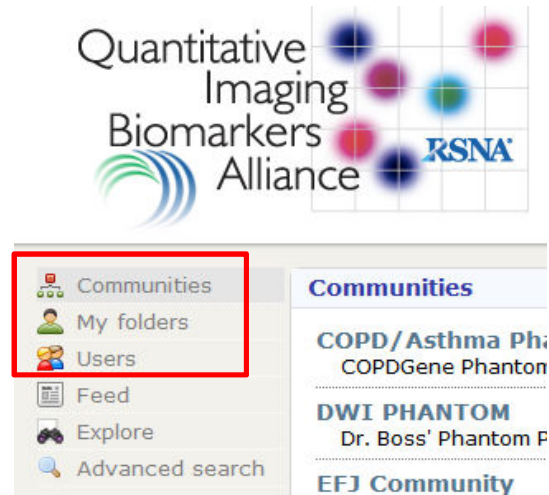 Quantitative
Imaging
Biomarkers
Alliance
RSNA
Communities
My folders
Users
Feed
Explore
Advanced search
Communities
COPD/Asthma
COPDGene Phantom
DWI PHANTOM
Dr. Boss' Phantom
EFJ Community